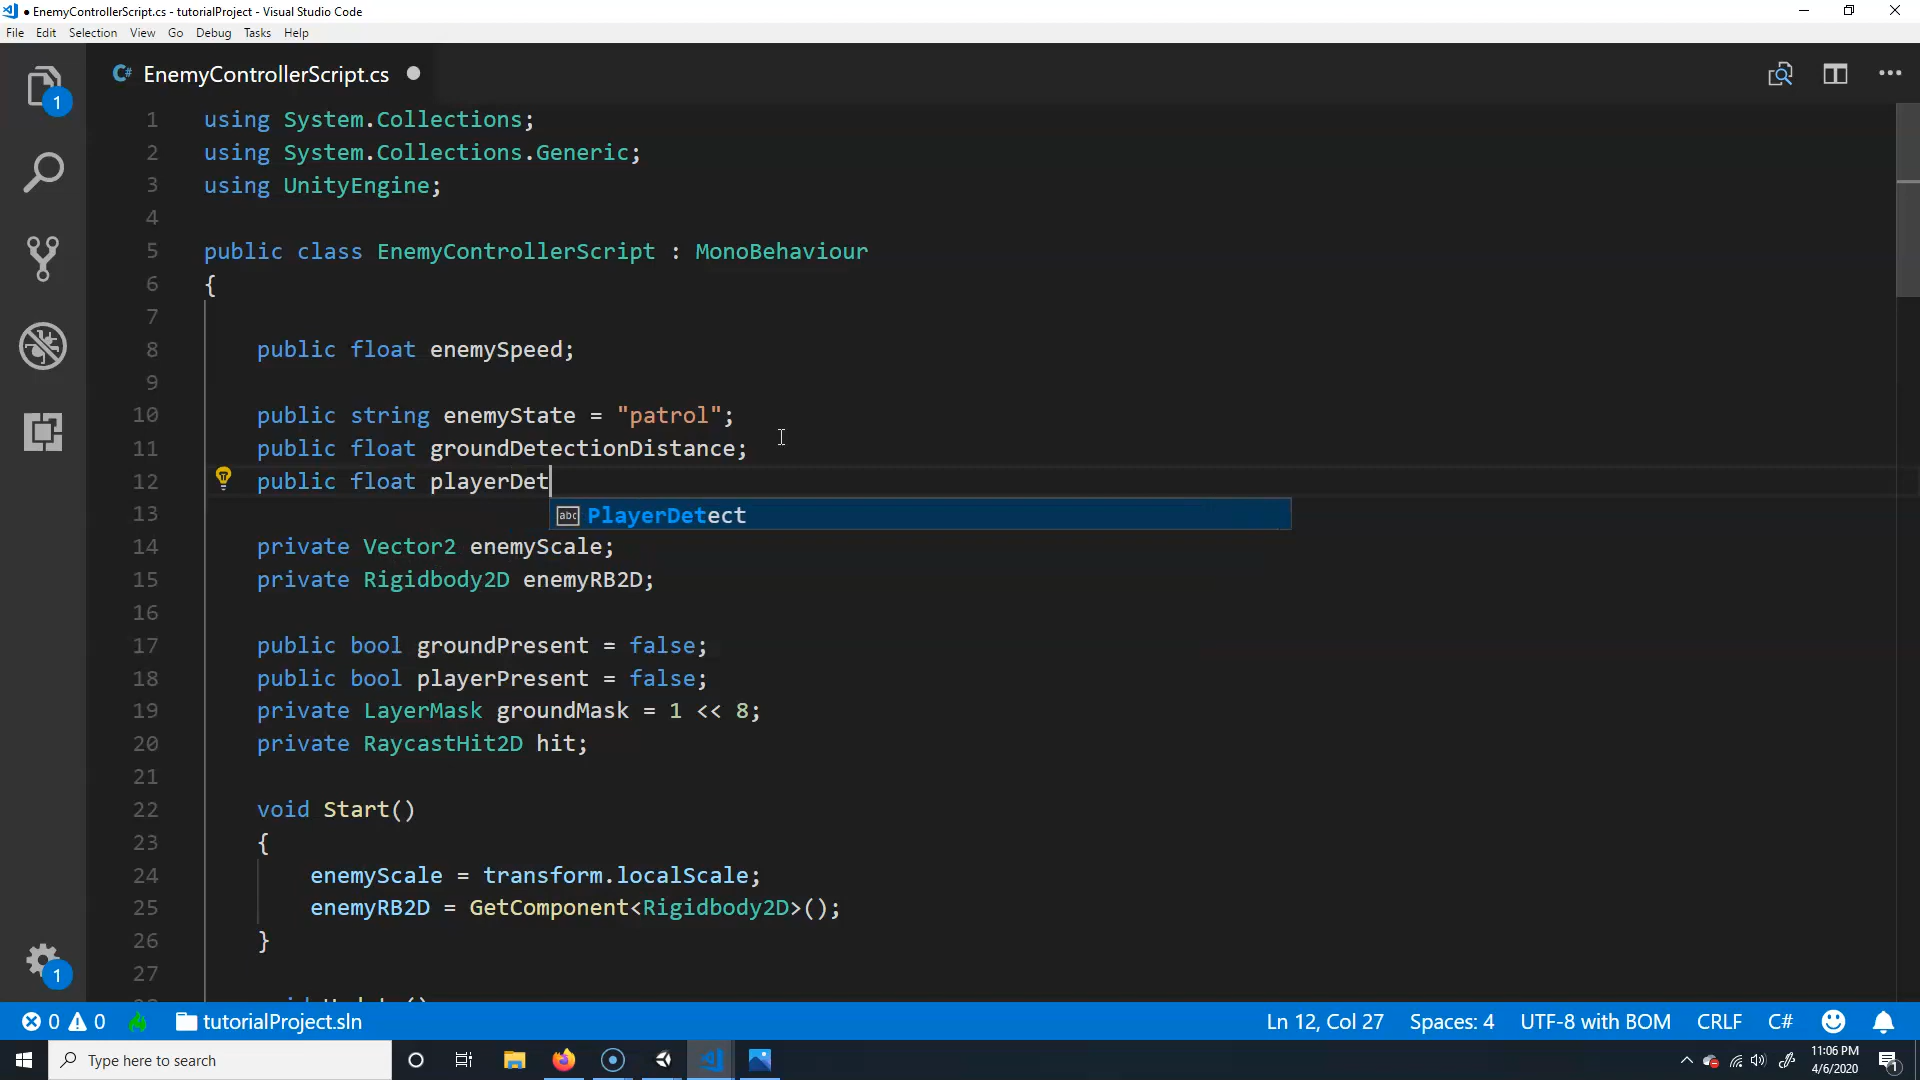 EnemyControllerScript.cs - tutorialProject - Visual Studio Code
File Edit Selection View Go Debug Tasks Help
EnemyControllerScript.cs
1
1 using System.Collections;
2 using System.Collections.Generic;
3 using UnityEngine;
4
5 public class EnemyControllerScript : MonoBehaviour
6 {
7
8 public float enemySpeed;
9
10 public string enemyState = "patrol";
11 public float groundDetectionDistance;
12 public float playerDet
abc PlayerDetect
13
14 private Vector2 enemyScale;
15 private Rigidbody2D enemyRB2D;
16
17 public bool groundPresent = false;
18 public bool playerPresent = false;
19 private LayerMask groundMask = 1 << 8;
20 private RaycastHit2D hit;
21
22 void Start()
23 {
24 enemyScale = transform.localScale;
25 enemyRB2D = GetComponent<Rigidbody2D>();
26 }
1
27
0 0 tutorialProject.sln Ln 12, Col 27 Spaces: 4 UTF-8 with BOM CRLF C#
Type here to search
11:06 PM
4/6/2020
1